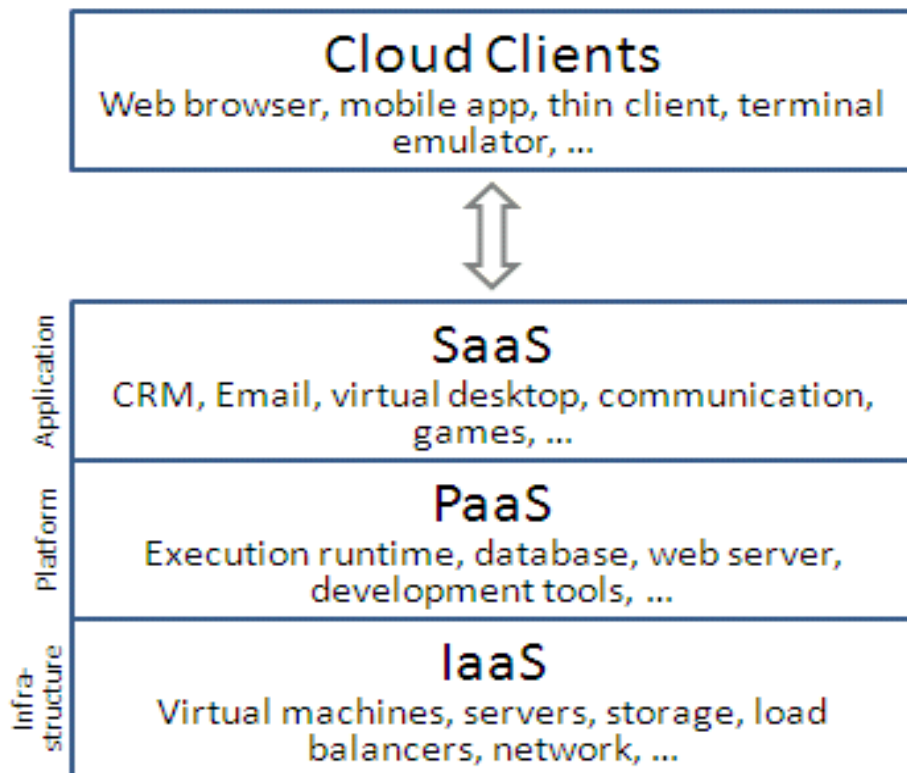 Cloud Clients
Web browser, mobile app, thin client, terminal
emulator, ...
Application
SaaS
CRM, Email, virtual desktop, communication,
games, ...
Platform
PaaS
Execution runtime, database, web server,
development tools, ...
Infra-
structure
IaaS
Virtual machines, servers, storage, load
balancers, network, ...